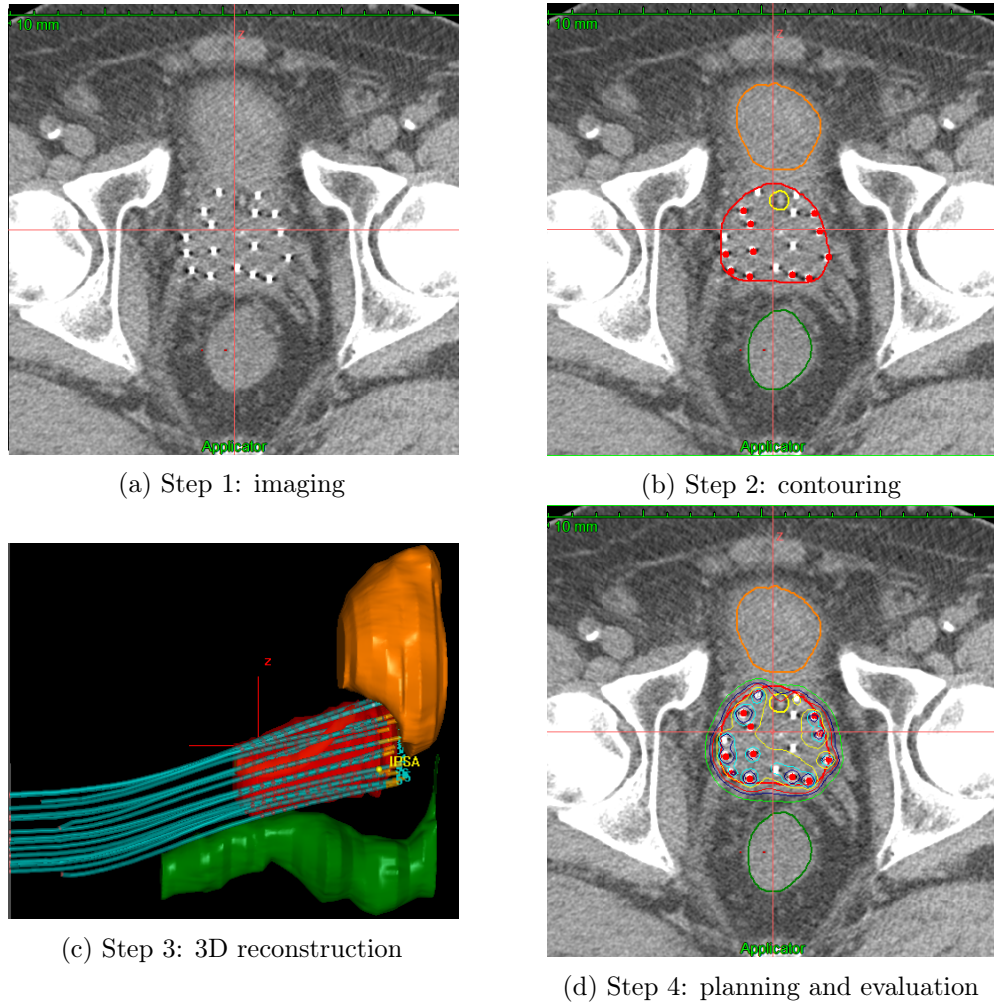 10 mm
z
Applicator
(a) Step 1: imaging
10 mm
z
Applicator
(b) Step 2: contouring
z
IPSA
(c) Step 3: 3D reconstruction
10 mm
z
Applicator
(d) Step 4: planning and evaluation